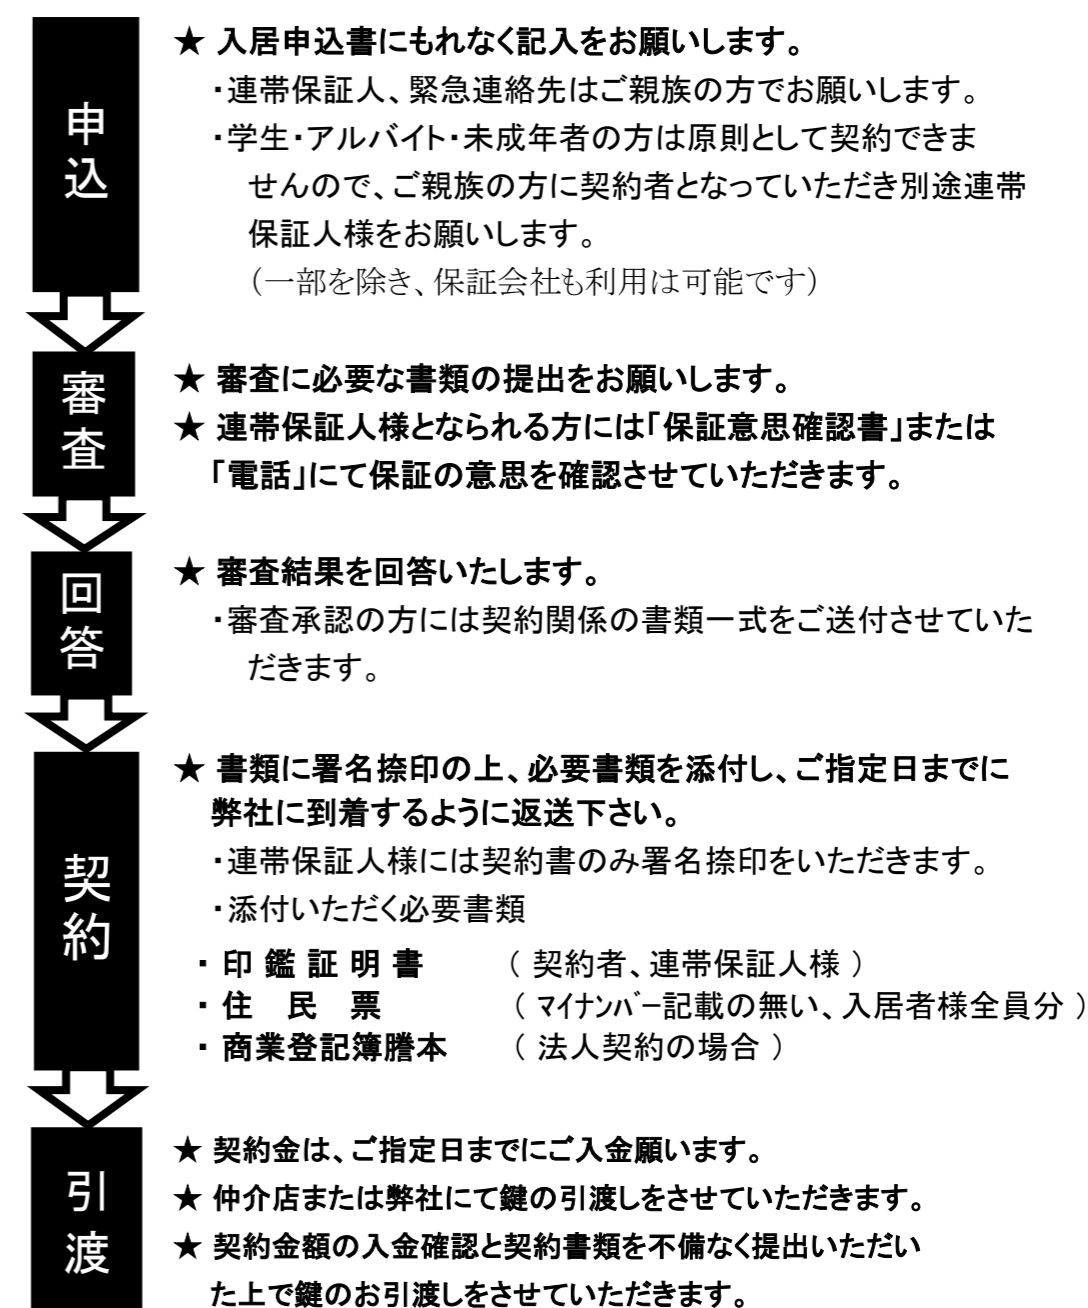 申込
★ 入居申込書にもれなく記入をお願いします。
・連帯保証人、緊急連絡先はご親族の方でお願いします。
・学生・アルバイト・未成年者の方は原則として契約できま
せんので、ご親族の方に契約者となっていただき別途連帯
保証人様をお願いします。
（一部を除き、保証会社も利用は可能です）
審査
★ 審査に必要な書類の提出をお願いします。
★ 連帯保証人様となられる方には「保証意思確認書」または
「電話」にて保証の意思を確認させていただきます。
回答
★ 審査結果を回答いたします。
・審査承認の方には契約関係の書類一式をご送付させていた
だきます。
契約
★ 書類に署名捺印の上、必要書類を添付し、ご指定日までに
弊社に到着するように返送下さい。
・連帯保証人様には契約書のみ署名捺印をいただきます。
・添付いただく必要書類
・ 印 鑑 証 明 書 （ 契約者、連帯保証人様 ）
・ 住 民 票 （ マイナンバー記載の無い、入居者様全員分 ）
・ 商業登記簿謄本 （ 法人契約の場合 ）
引渡
★ 契約金は、ご指定日までにご入金願います。
★ 仲介店または弊社にて鍵の引渡しをさせていただきます。
★ 契約金額の入金確認と契約書類を不備なく提出いただい
た上で鍵のお引渡しをさせていただきます。